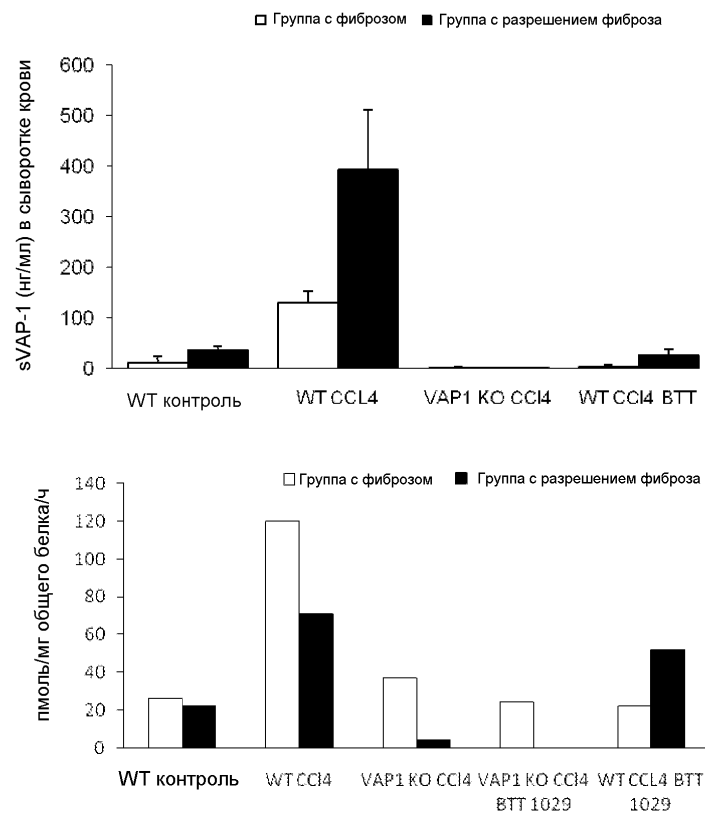 Группа с фиброзом
Группа с разрешением фиброза
sVAP-1 (нг/мл) в сыворотке крови
600
500
400
300
200
100
0
WT контроль
WT CCL4
VAP1 KO CCl4
WT CCl4 BTT
Группа с фиброзом
Группа с разрешением фиброза
пмоль/мг общего белка/ч
140
120
100
80
60
40
20
0
WT контроль
WT CCl4
VAP1 KO CCl4
VAP1 KO CCl4
BTT 1029
WT CCL4 BTT
1029